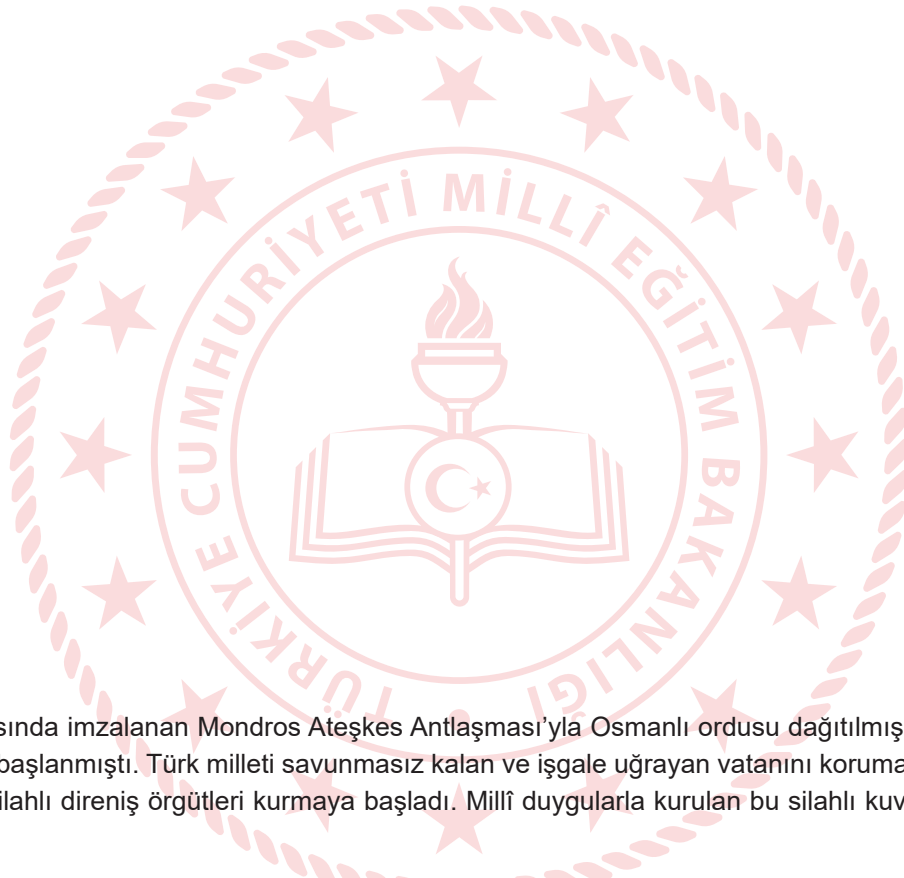 TÜRKİYE CUMHURİYETİ MİLLÎ EĞİTİM BAKANLIĞI
sında imzalanan Mondros Ateşkes Antlaşması’yla Osmanlı ordusu dağıtılmış
başlanmıştı. Türk milleti savunmasız kalan ve işgale uğrayan vatanını koruma
ilahlı direniş örgütleri kurmaya başladı. Millî duygularla kurulan bu silahlı kuv